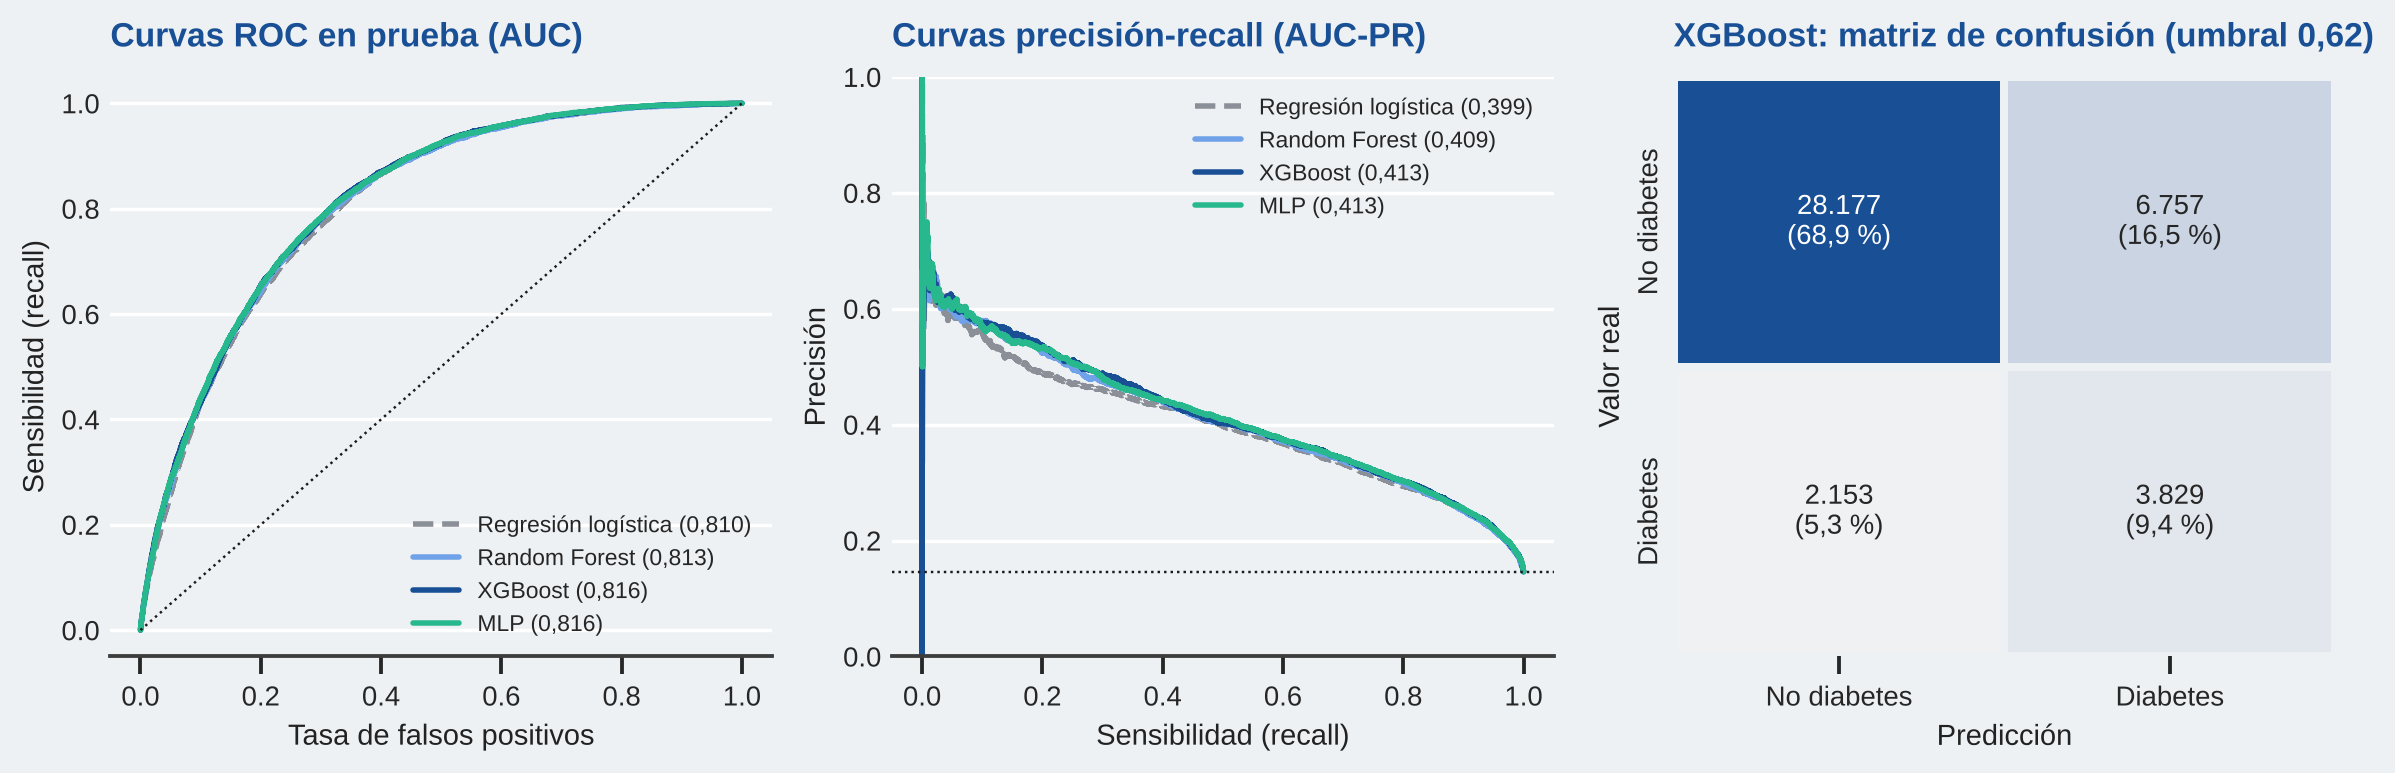 Curvas ROC en prueba (AUC)
Sensibilidad (recall)
1.0
0.8
0.6
0.4
0.2
0.0
Regresión logística (0,810)
Random Forest (0,813)
XGBoost (0,816)
MLP (0,816)
0.0 0.2 0.4 0.6 0.8 1.0
Tasa de falsos positivos
Curvas precisión-recall (AUC-PR)
Precisión
1.0
0.8
0.6
0.4
0.2
0.0
Regresión logística (0,399)
Random Forest (0,409)
XGBoost (0,413)
MLP (0,413)
0.0 0.2 0.4 0.6 0.8 1.0
Sensibilidad (recall)
XGBoost: matriz de confusión (umbral 0,62)
Valor real
No diabetes
28.177
(68,9 %)
6.757
(16,5 %)
Diabetes
2.153
(5,3 %)
3.829
(9,4 %)
No diabetes Diabetes
Predicción